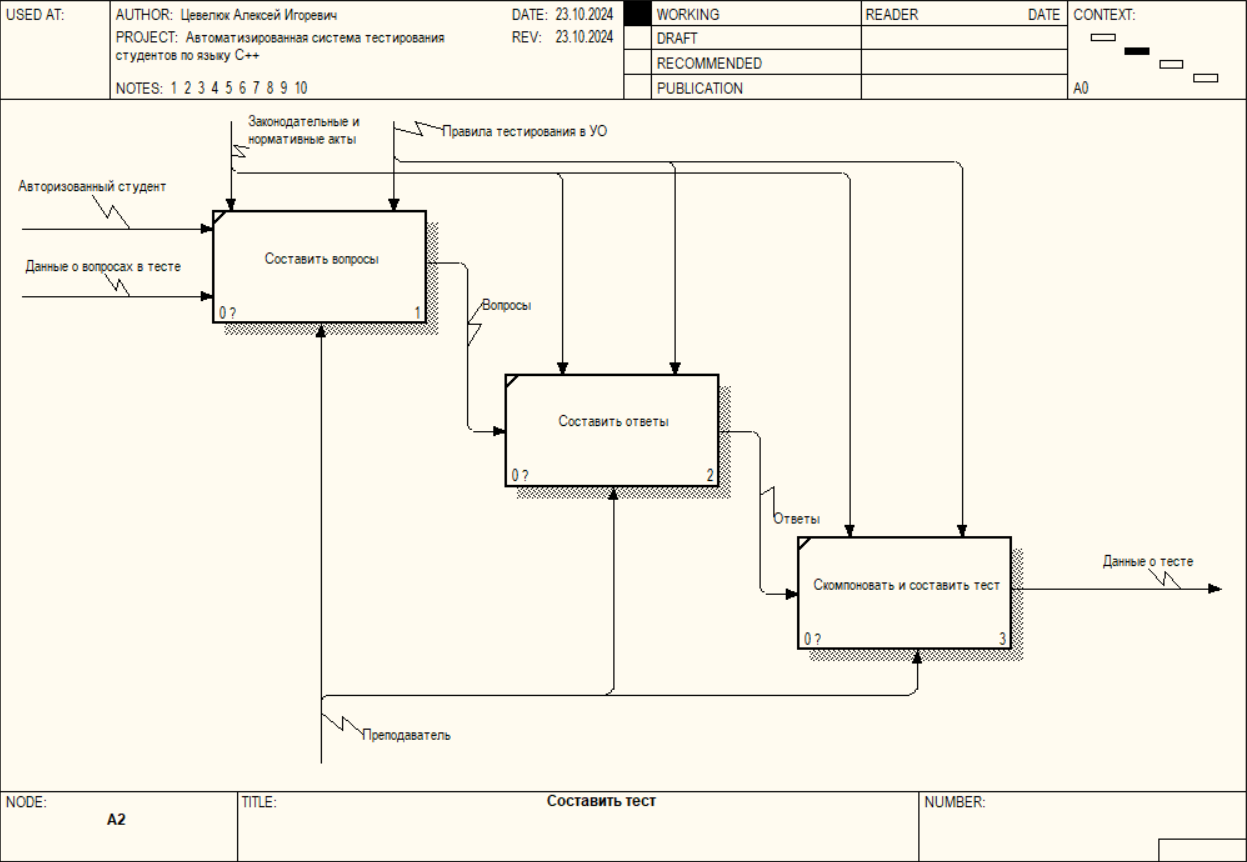 USED AT:
AUTHOR: Цевелюк Алексей Игоревич
DATE: 23.10.2024
PROJECT: Автоматизированная система тестирования
студентов по языку C++
REV: 23.10.2024
NOTES: 1 2 3 4 5 6 7 8 9 10
WORKING
DRAFT
RECOMMENDED
PUBLICATION
READER
DATE
CONTEXT:
A0
Законодательные и
нормативные акты
Правила тестирования в УО
Авторизованный студент
Данные о вопросах в тесте
Составить вопросы
0 ?
1
Вопросы
Составить ответы
0 ?
2
Ответы
Данные о тесте
Скомпоновать и составить тест
0 ?
3
Преподаватель
NODE:
A2
TITLE:
Составить тест
NUMBER: